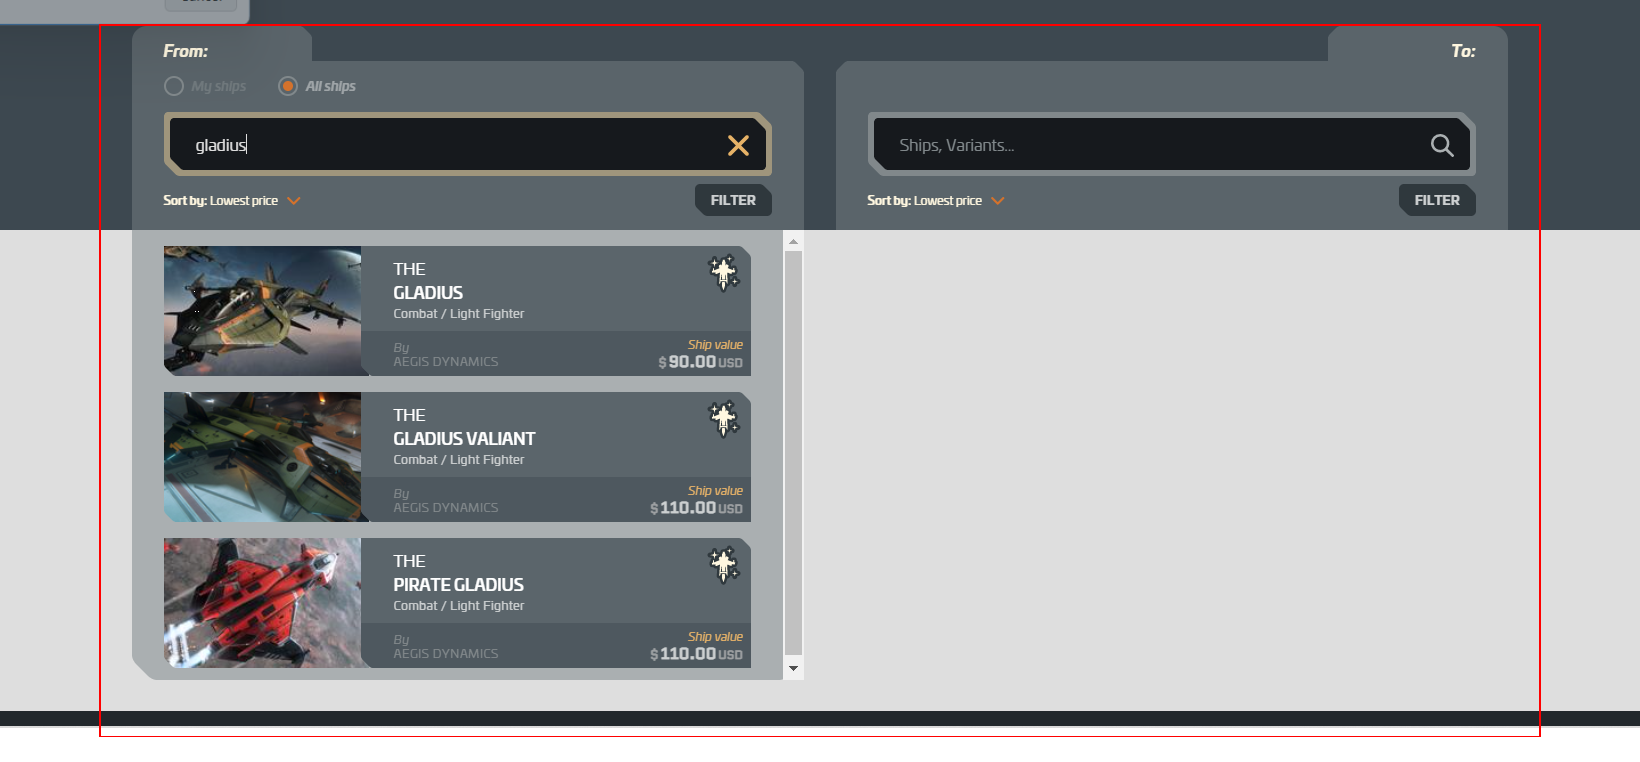 From:
My ships
All ships
gladius
Sort by: Lowest price
FILTER
THE
GLADIUS
Combat / Light Fighter
By
AEGIS DYNAMICS
Ship value
$90.00 USD
THE
GLADIUS VALIANT
Combat / Light Fighter
By
AEGIS DYNAMICS
Ship value
$110.00 USD
THE
PIRATE GLADIUS
Combat / Light Fighter
By
AEGIS DYNAMICS
Ship value
$110.00 USD
To:
Ships, Variants...
Sort by: Lowest price
FILTER